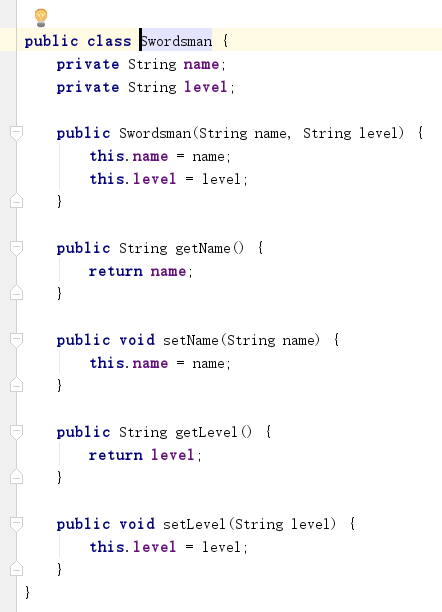 public class Swordsman {
    private String name;
    private String level;

    public Swordsman(String name, String level) {
        this.name = name;
        this.level = level;
    }

    public String getName() {
        return name;
    }

    public void setName(String name) {
        this.name = name;
    }

    public String getLevel() {
        return level;
    }

    public void setLevel(String level) {
        this.level = level;
    }
}